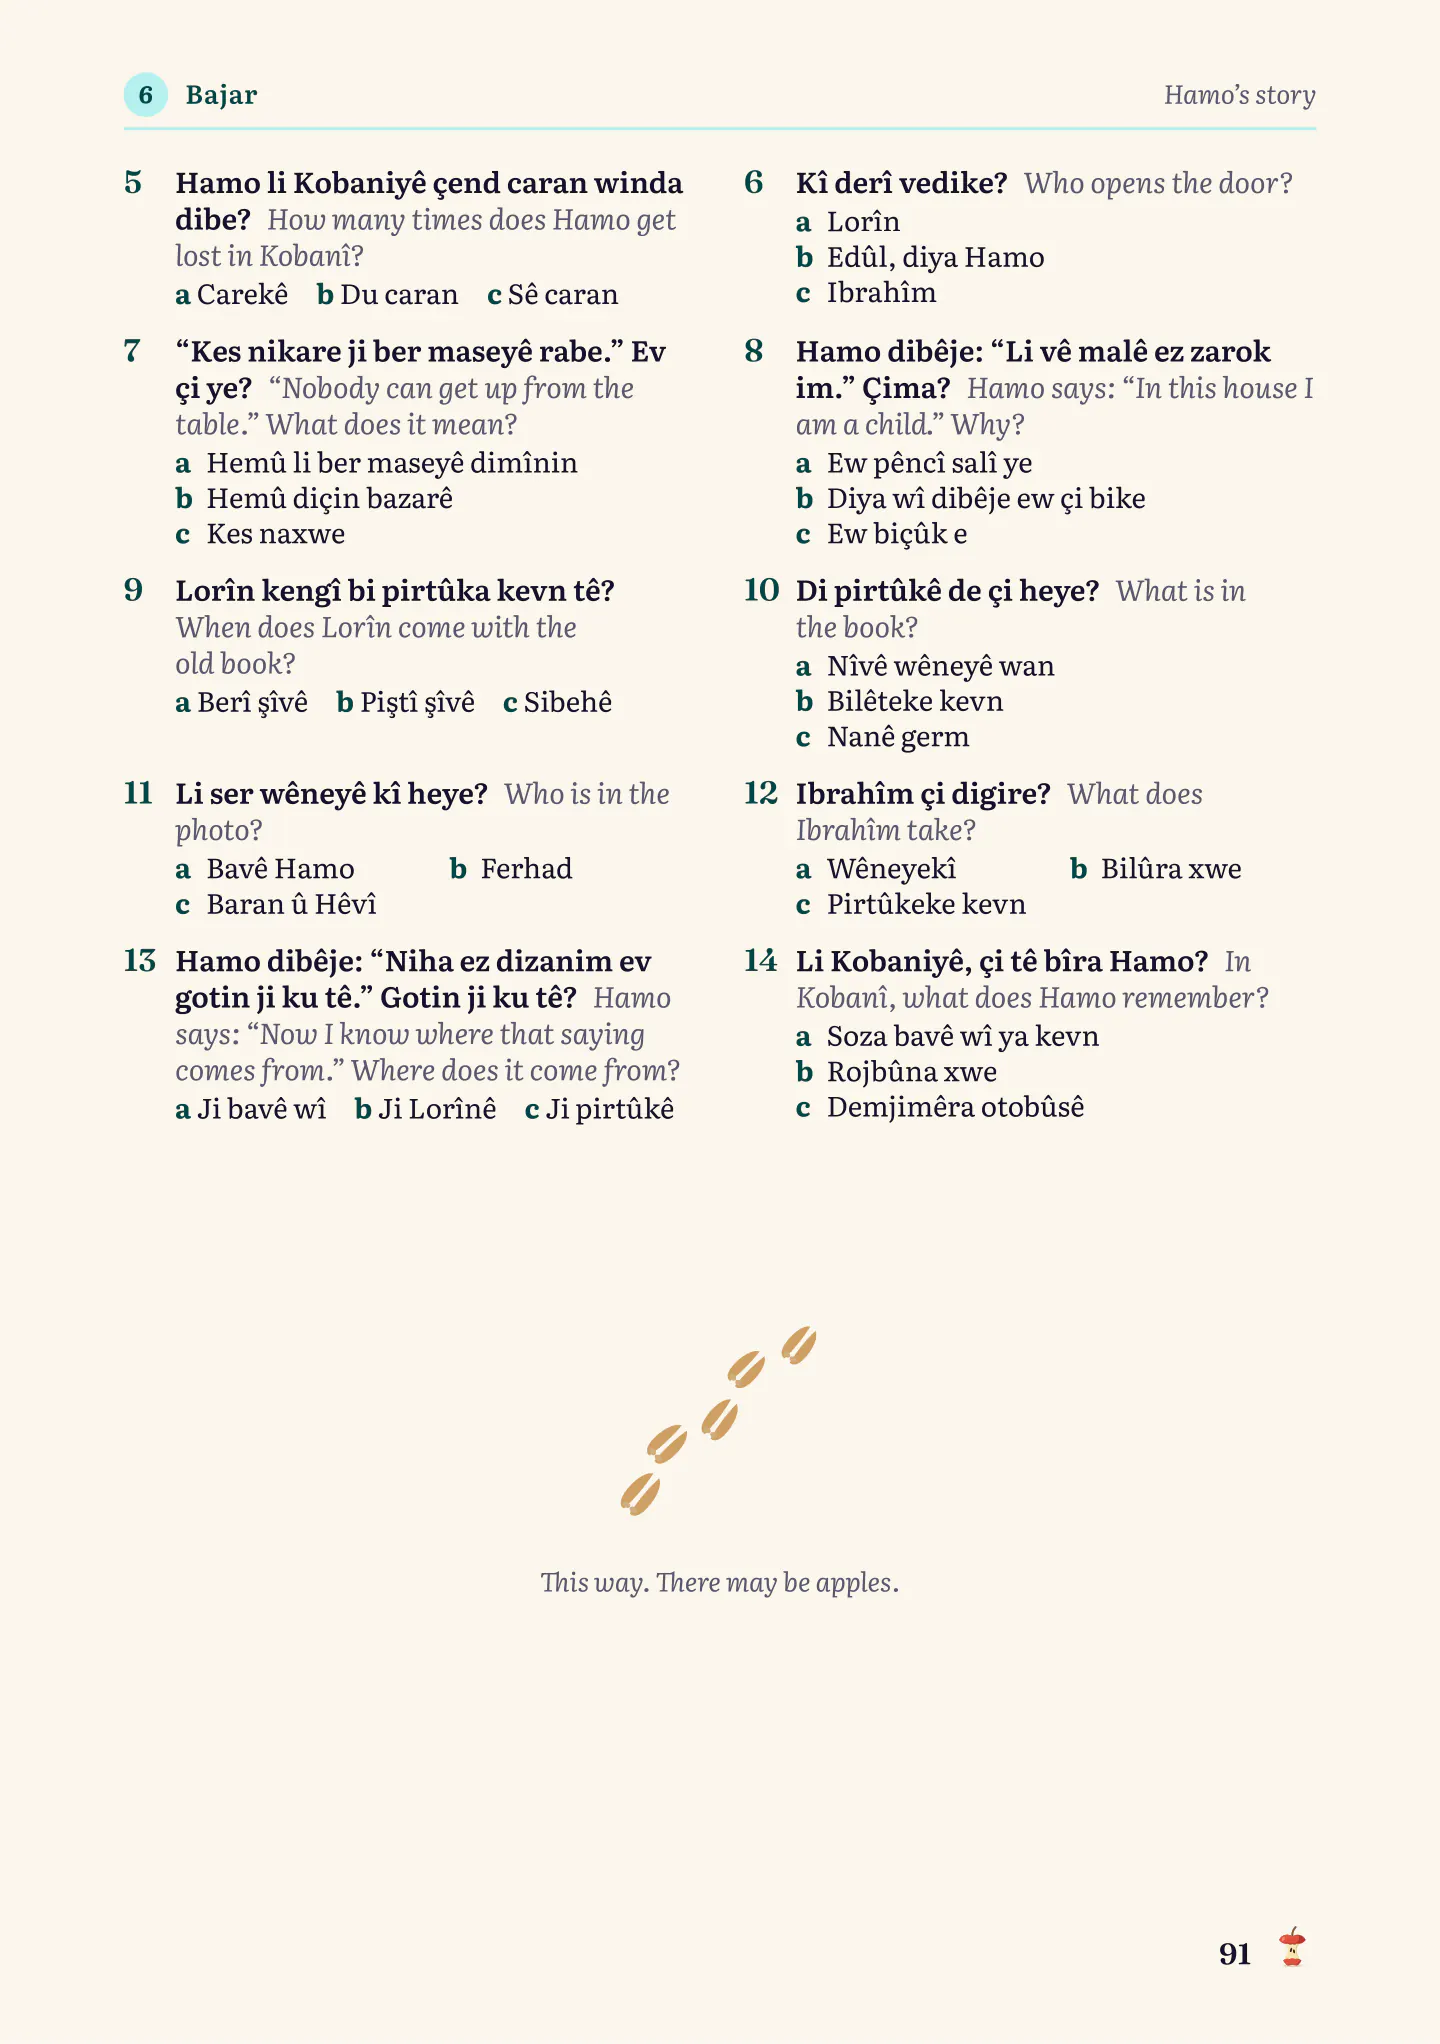 6 Bajar
Hamo’s story
5 Hamo li Kobaniyê çend caran winda
dibe? How many times does Hamo get
lost in Kobanî?
a Carekê b Du caran c Sê caran
6 Kî derî vedike? Who opens the door?
a Lorîn
b Edûl, diya Hamo
c Ibrahîm
7 “Kes nikare ji ber maseyê rabe.” Ev
çi ye? “Nobody can get up from the
table.” What does it mean?
a Hemû li ber maseyê dimînin
b Hemû diçin bazarê
c Kes naxwe
8 Hamo dibêje: “Li vê malê ez zarok
im.” Çima? Hamo says: “In this house I
am a child.” Why?
a Ew pêncî salî ye
b Diya wî dibêje ew çi bike
c Ew biçûk e
9 Lorîn kengî bi pirtûka kevn tê?
When does Lorîn come with the
old book?
a Berî şîvê b Piştî şîvê c Sibehê
10 Di pirtûkê de çi heye? What is in
the book?
a Nîvê wêneyê wan
b Bilêteke kevn
c Nanê germ
11 Li ser wêneyê kî heye? Who is in the
photo?
a Bavê Hamo b Ferhad
c Baran û Hêvî
12 Ibrahîm çi digire? What does
Ibrahîm take?
a Wêneyekî b Bilûra xwe
c Pirtûkeke kevn
13 Hamo dibêje: “Niha ez dizanim ev
gotin ji ku tê.” Gotin ji ku tê? Hamo
says: “Now I know where that saying
comes from.” Where does it come from?
a Ji bavê wî b Ji Lorînê c Ji pirtûkê
14 Li Kobaniyê, çi tê bîra Hamo? In
Kobanî, what does Hamo remember?
a Soza bavê wî ya kevn
b Rojbûna xwe
c Demjimêra otobûsê
This way. There may be apples.
91